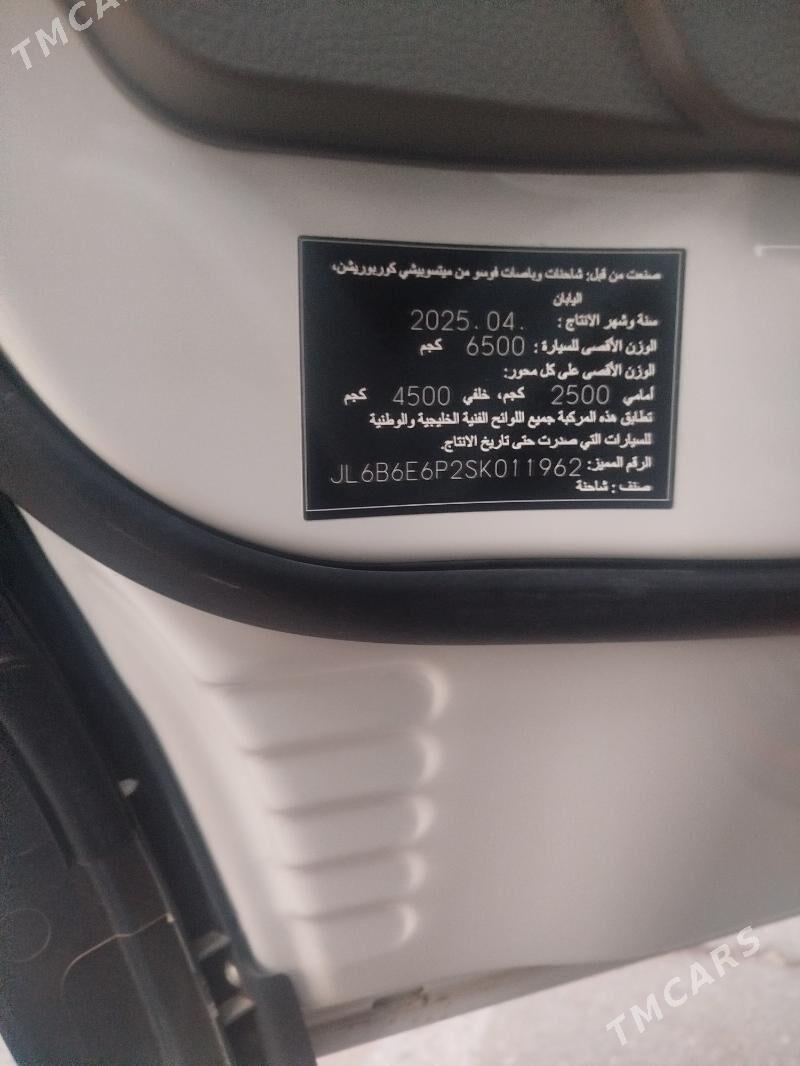 TMCARS
صنعت من قبل: شاحنات وباصات فوسو من ميتسوبيشي كوربوريشن،
اليابان
سنة وشهر الانتاج : 2025.04.
الوزن الأقصى للسيارة : 6500 كجم
الوزن الأقصى على كل محور:
أمامي 2500 كجم، خلفي 4500 كجم
تطابق هذه المركبة جميع اللوائح الفنية الخليجية والوطنية
للسيارات التي صدرت حتى تاريخ الانتاج.
الرقم المميز: JL6B6E6P2SK011962
صنف : شاحنة
TMCARS